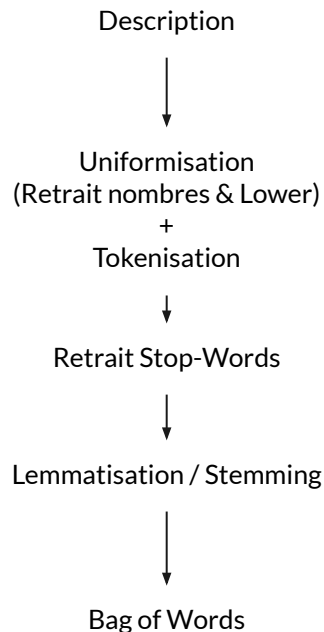 Description
Uniformisation
(Retrait nombres & Lower)
+
Tokenisation
Retrait Stop-Words
Lemmatisation / Stemming
Bag of Words